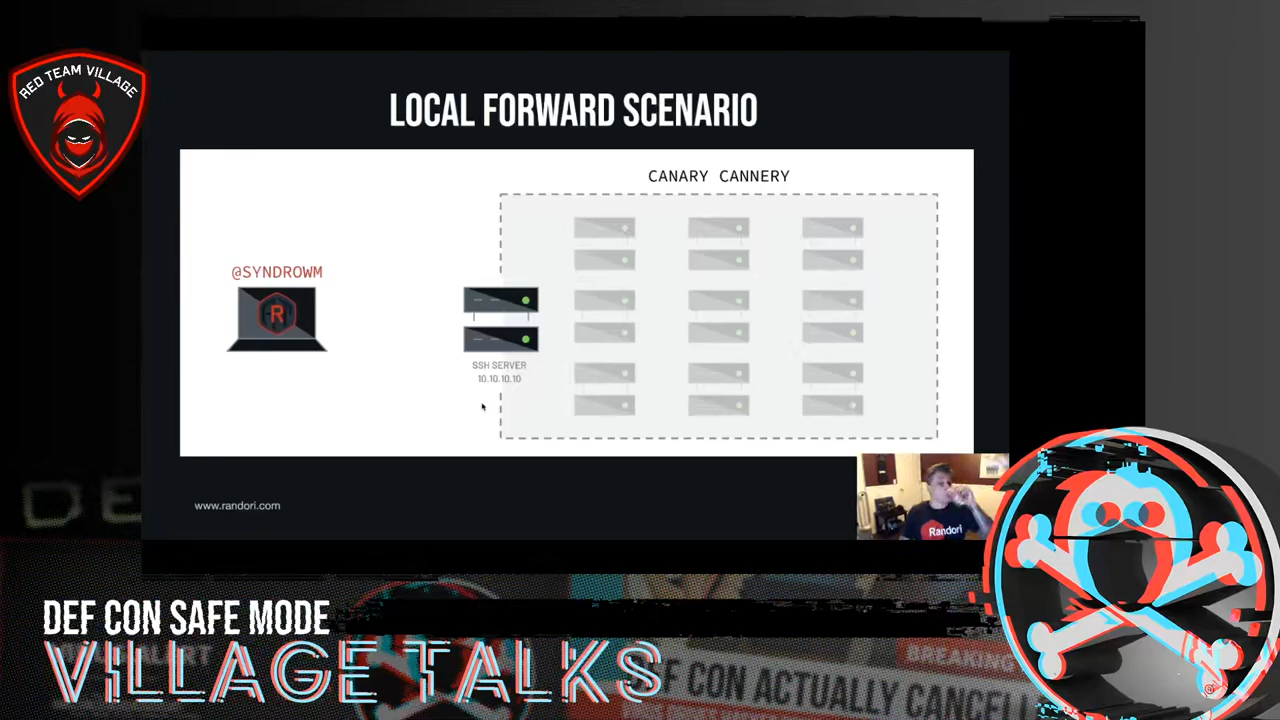 RED TEAM VILLAGE
LOCAL FORWARD SCENARIO
CANARY CANNERY
@SYNDROWM
R
SSH SERVER
10.10.10.10
www.randori.com
Randori
DEF CON SAFE MODE
VILLAGE TALKS
BREAKING
DEF CON ACTUALLY